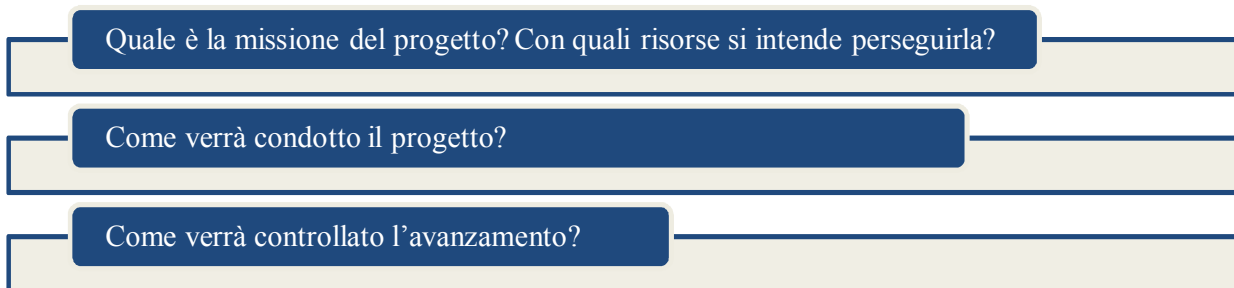 Quale è la missione del progetto? Con quali risorse si intende perseguirla?
Come verrà condotto il progetto?
Come verrà controllato l’avanzamento?